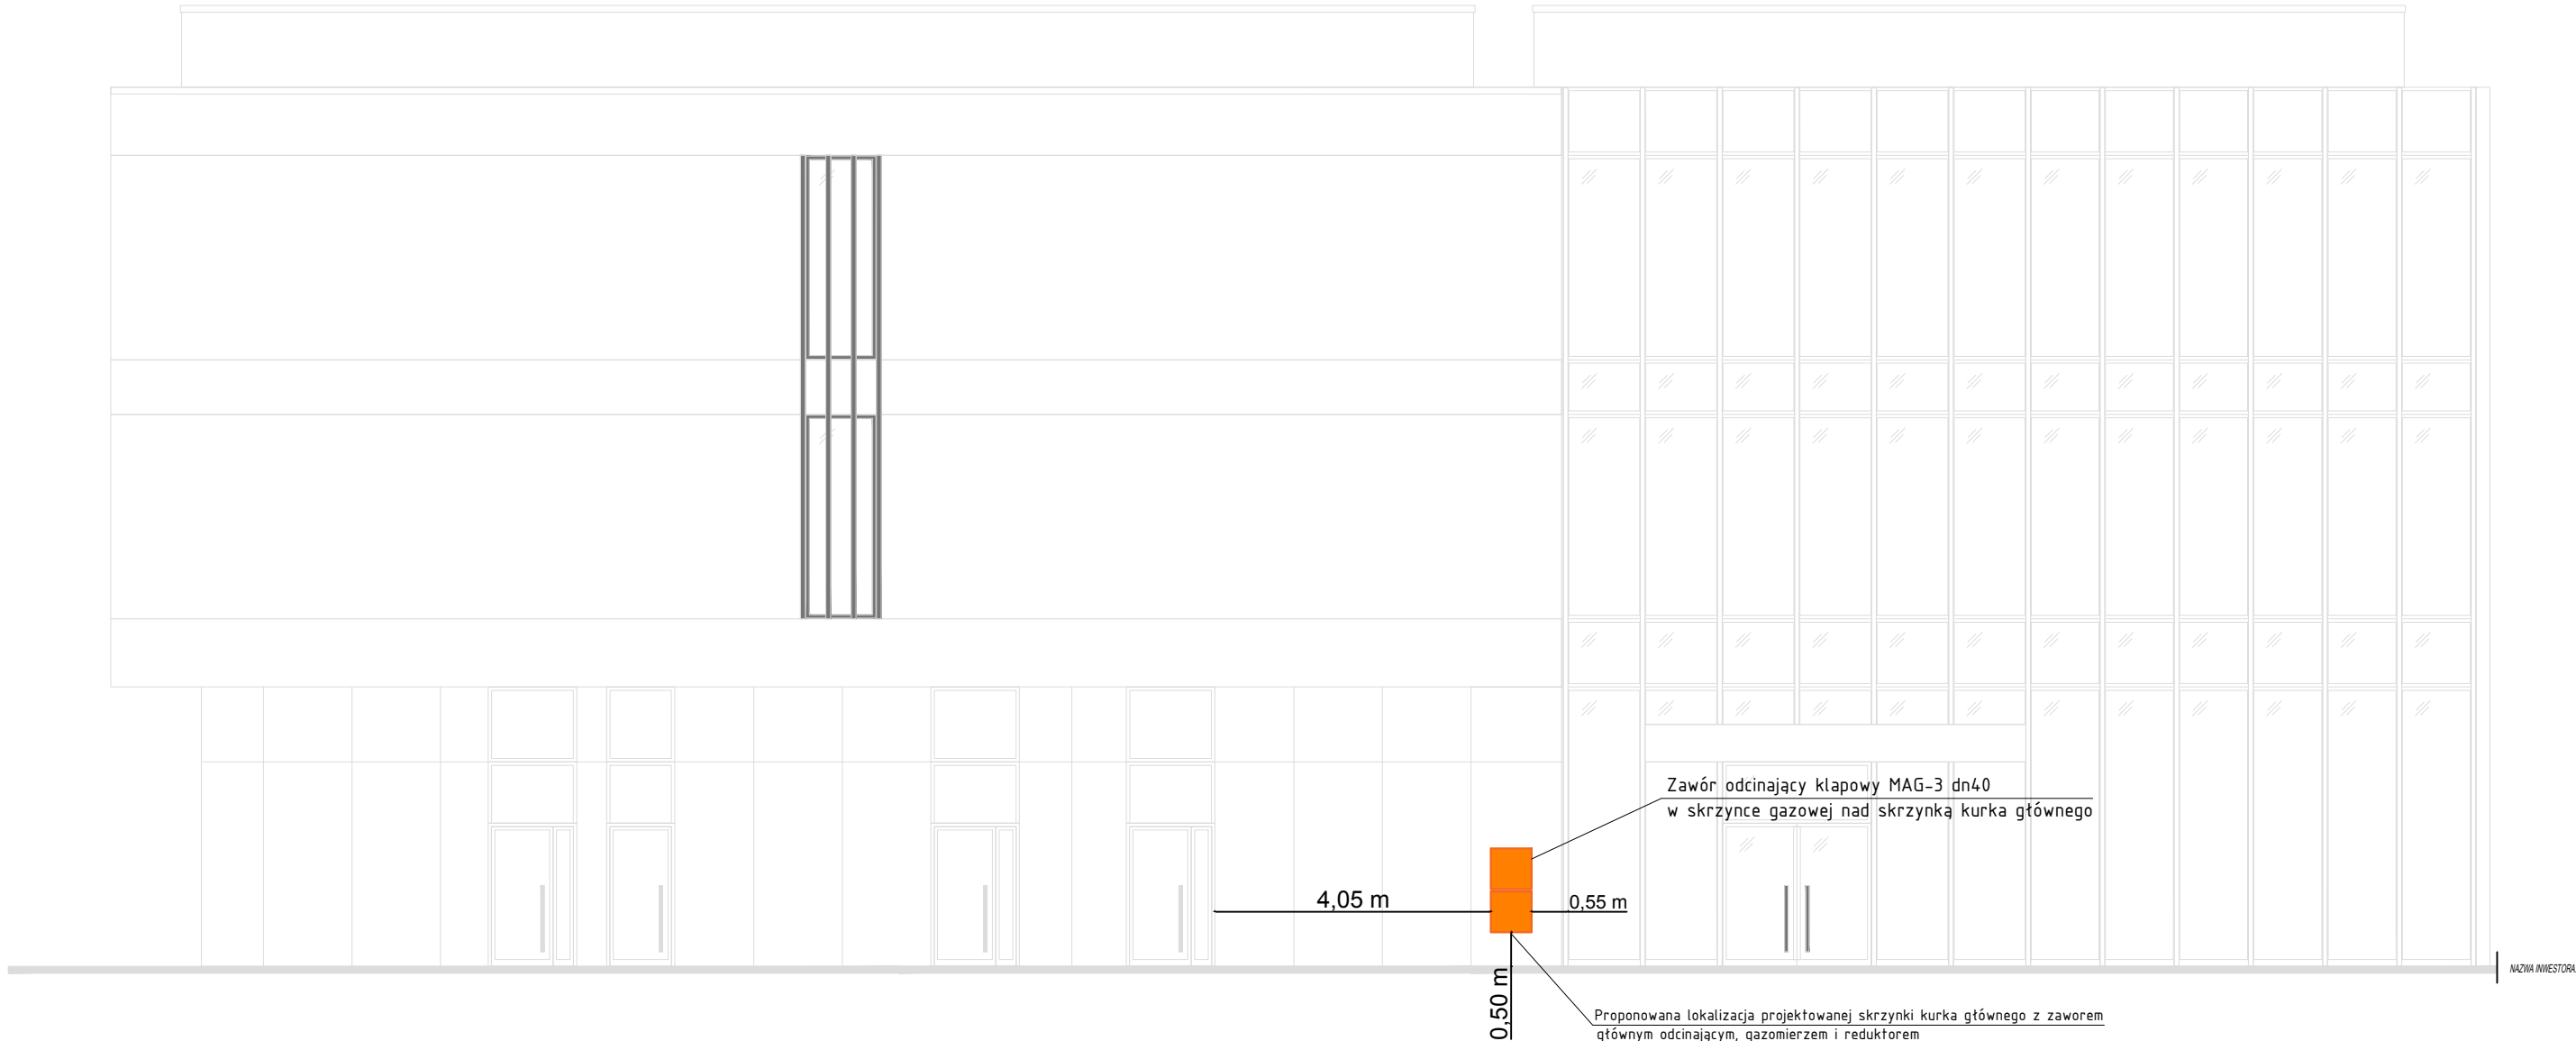 Zawór odcinający klapowy MAG-3 dn40
w skrzynce gazowej nad skrzynką kurka głównego
4,05 m
0,55 m
0,50 m
NAZWA INWESTORA
Proponowana lokalizacja projektowanej skrzynki kurka głównego z zaworem
głównym odcinającym, gazomierzem i reduktorem